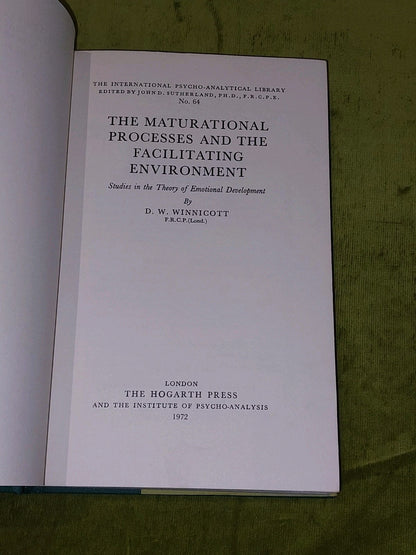 THE INTERNATIONAL PSYCHO-ANALYTICAL LIBRARY
EDITED BY JOHN D. SUTHERLAND, PH.D., F.R.C.P.E.
No. 64
THE MATURATIONAL
PROCESSES AND THE
FACILITATING
ENVIRONMENT
Studies in the Theory of Emotional Development
By
D. W. WINNICOTT
F.R.C.P.(Lond.)
LONDON
THE HOGARTH PRESS
AND THE INSTITUTE OF PSYCHO-ANALYSIS
1972